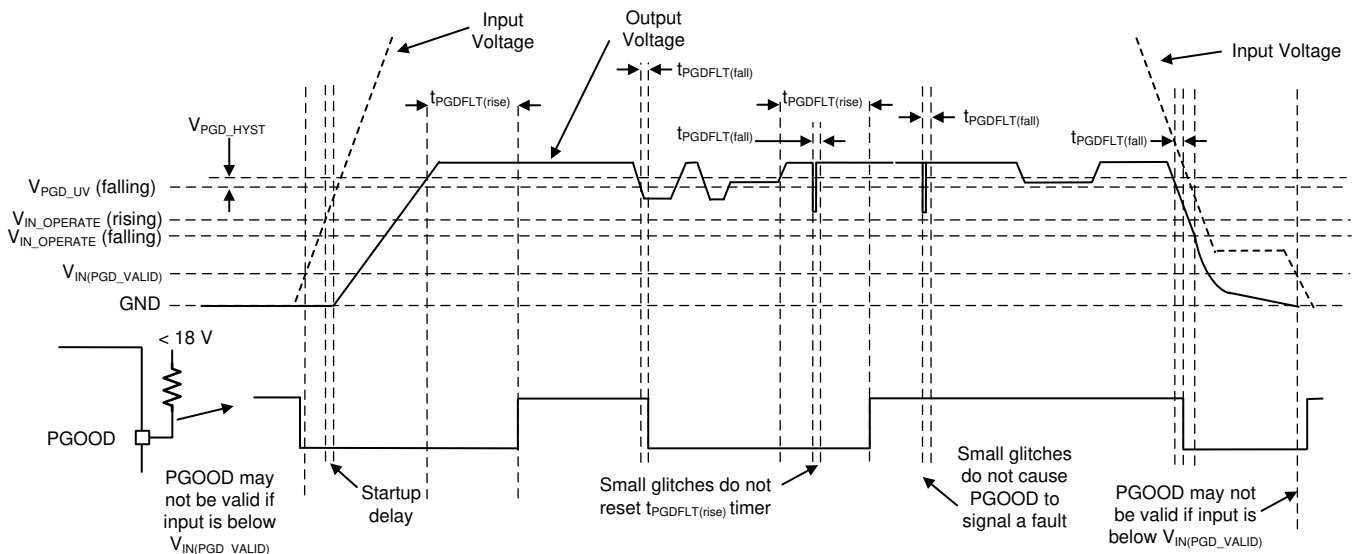 Input
Voltage
Output
Voltage
Input Voltage
tPGDFLT(fall)
tPGDFLT(rise)
tPGDFLT(rise)
tPGDFLT(fall)
tPGDFLT(fall)
tPGDFLT(fall)
VPGD_HYST
VPGD_UV (falling)
VIN_OPERATE (rising)
VIN_OPERATE (falling)
VIN(PGD_VALID)
GND
< 18 V
PGOOD
PGOOD may
not be valid if
input is below
VIN(PGD_VALID)
Startup
delay
Small glitches do not
reset tPGDFLT(rise) timer
Small glitches
do not cause
PGOOD to
signal a fault
PGOOD may not
be valid if input is
below VIN(PGD_VALID)